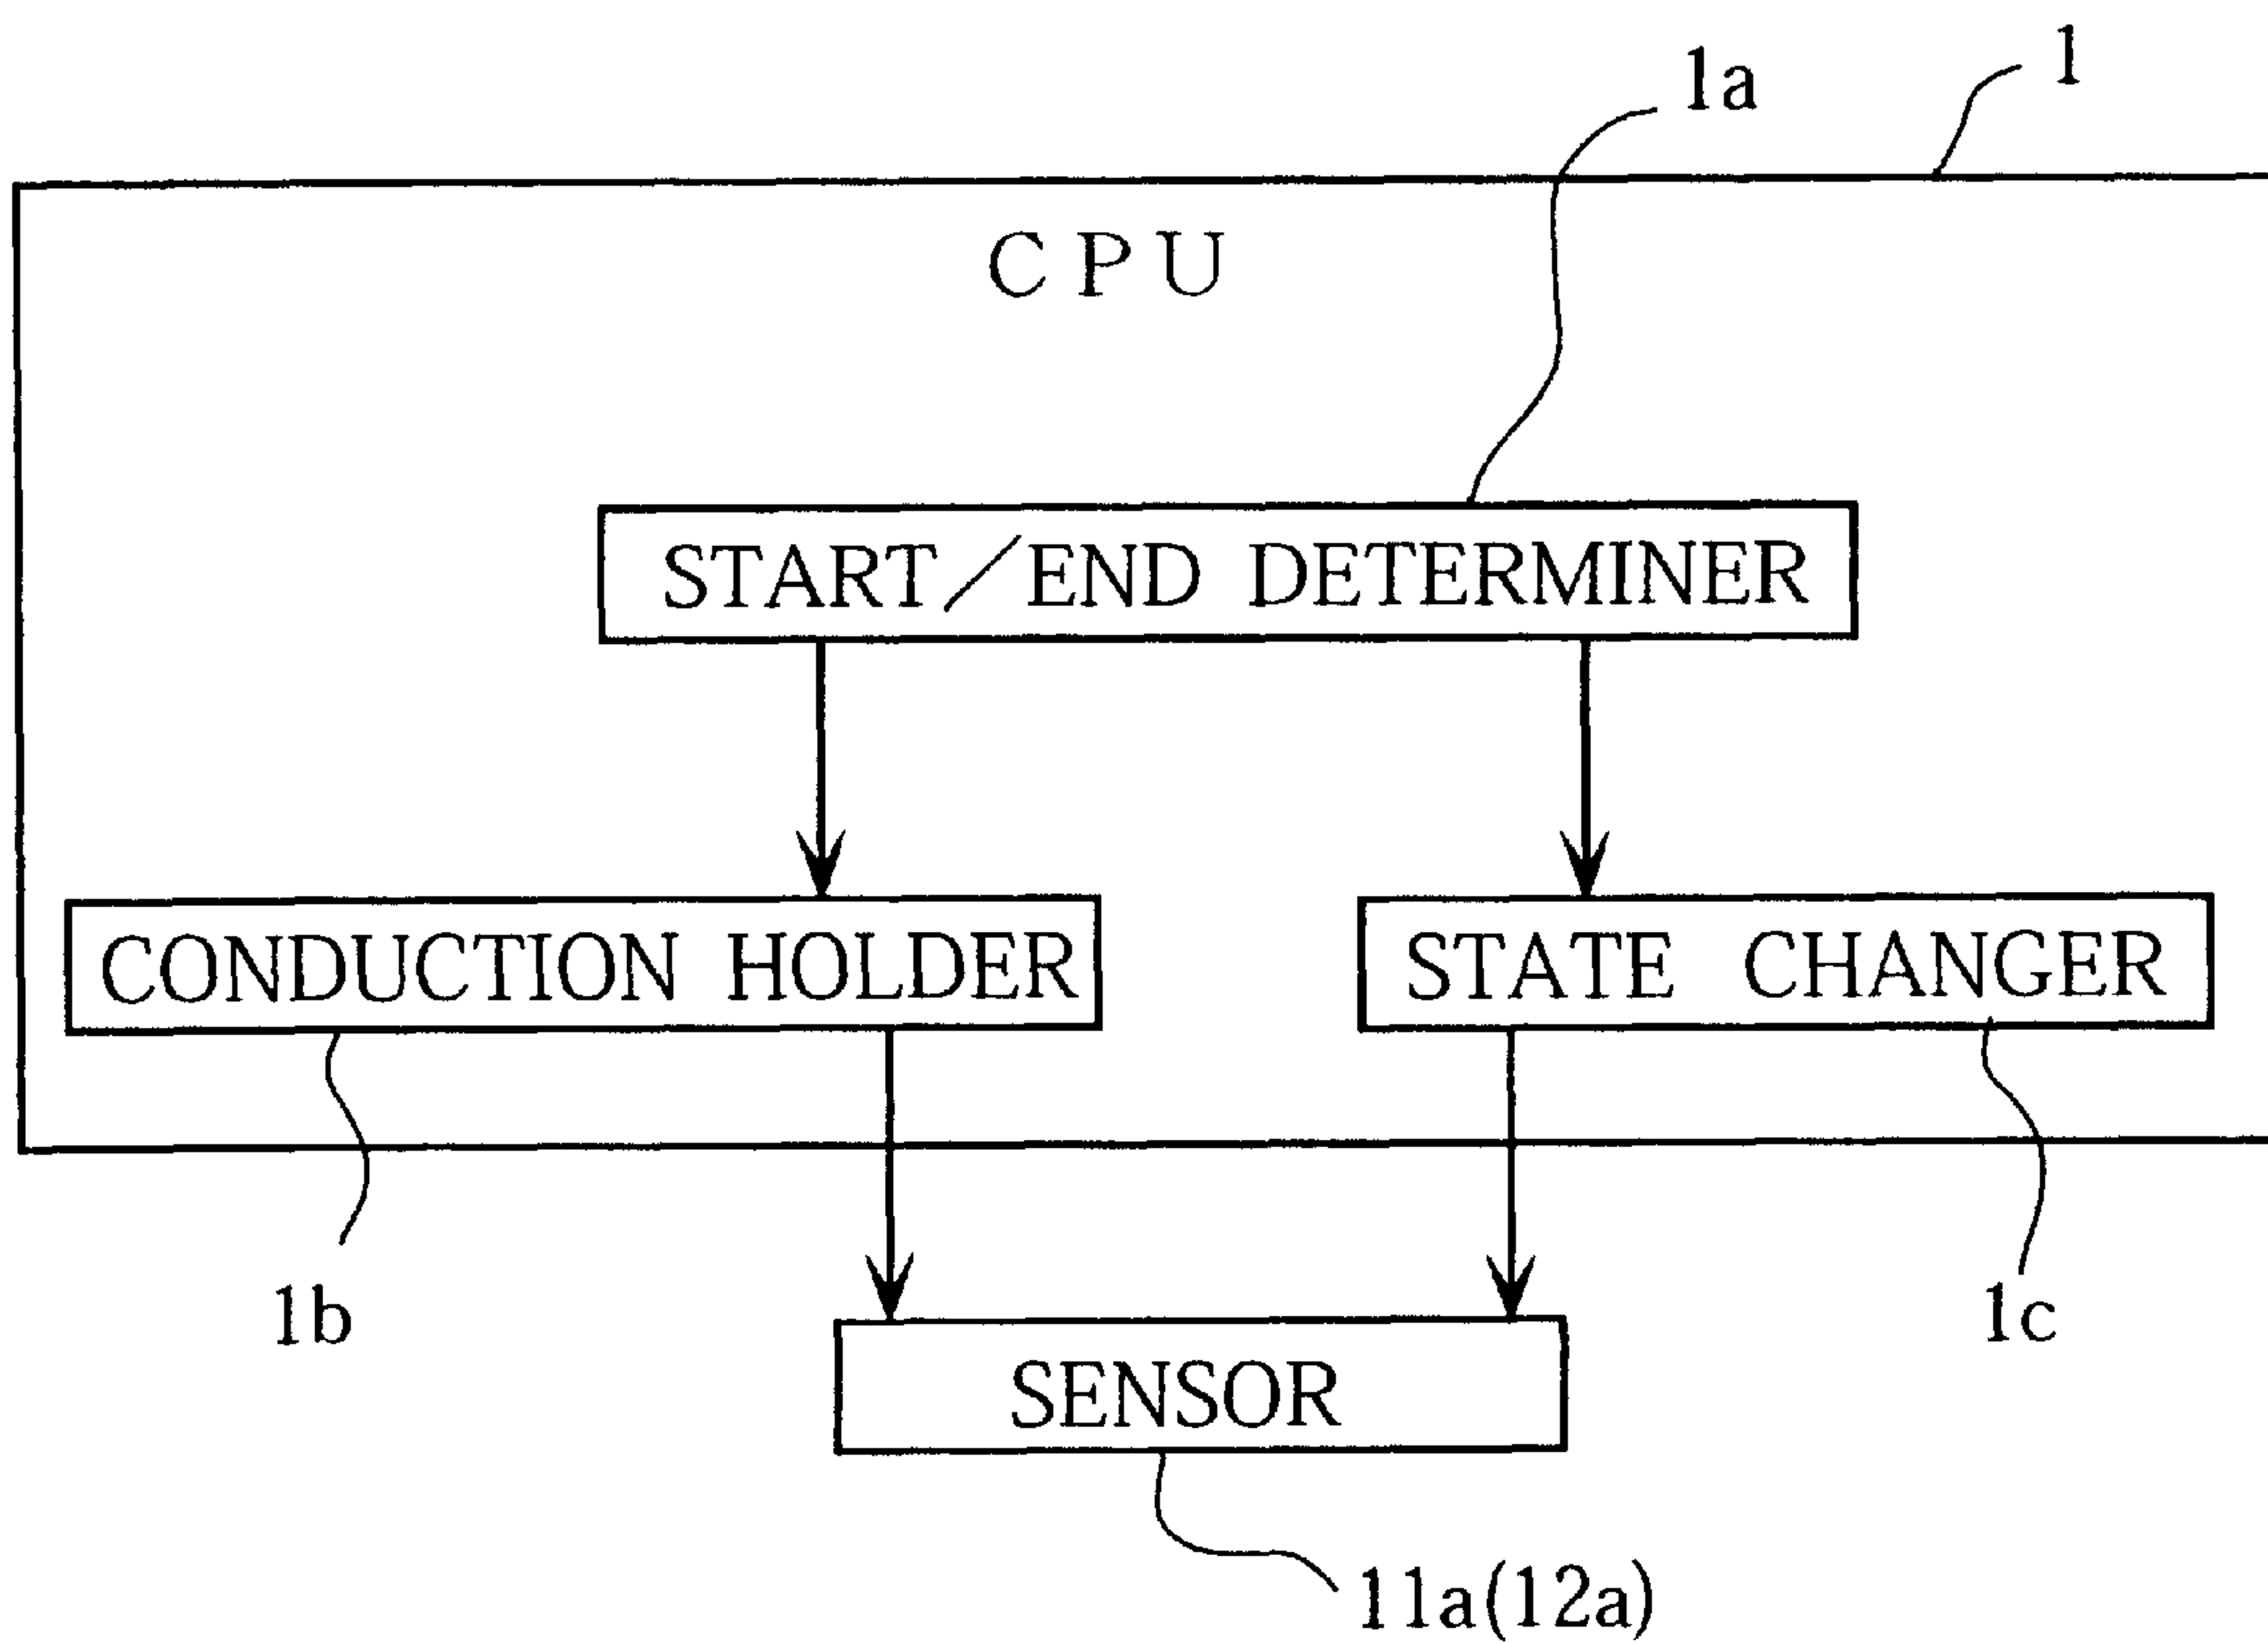 1
1a
CPU
START/END DETERMINER
CONDUCTION HOLDER
STATE CHANGER
1b
1c
SENSOR
11a(12a)